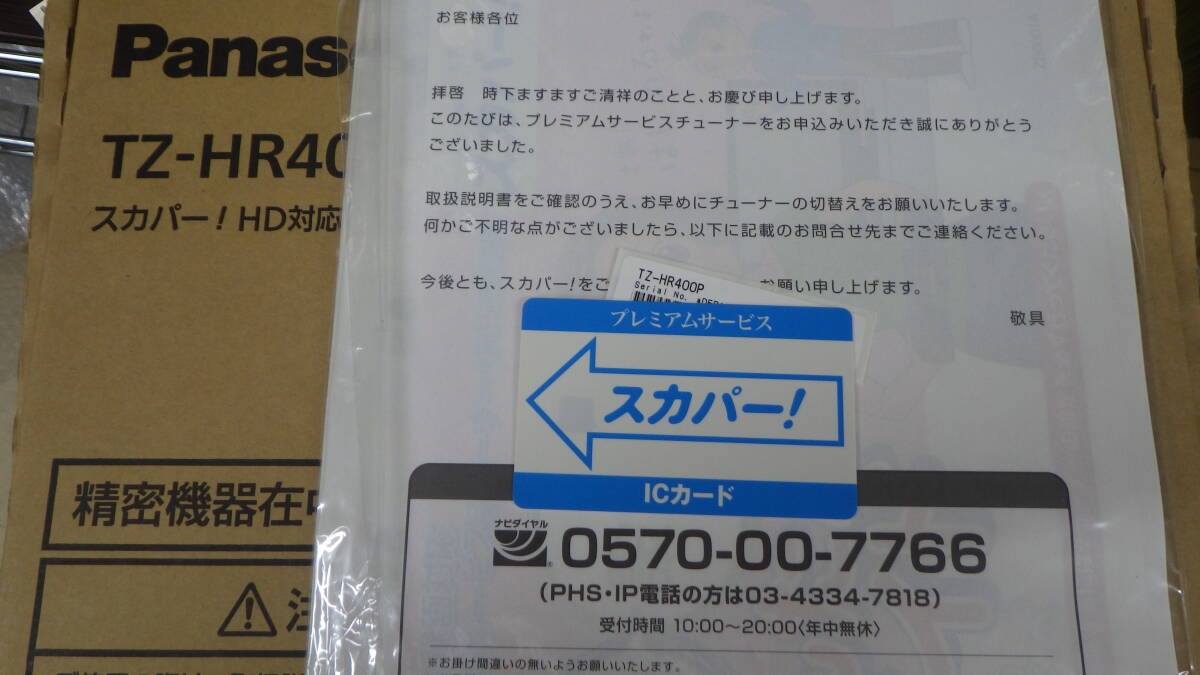 Panas
TZ-HR40
スカパー！HD対応
精密機器在中
注
お客様各位
拝啓　時下ますますご清祥のことと、お慶び申し上げます。
このたびは、プレミアムサービスチューナーをお申込みいただき誠にありがとう
ございました。
取扱説明書をご確認のうえ、お早めにチューナーの切替えをお願いいたします。
何かご不明な点がございましたら、以下に記載のお問合せ先までご連絡ください。
今後とも、スカパー!をご
お願い申し上げます。
敬具
TZ-HR400P
Serial No.
プレミアムサービス
スカパー!
ICカード
ナビダイヤル
0570-00-7766
(PHS・IP電話の方は03-4334-7818)
受付時間 10:00〜20:00〈年中無休〉
※お掛け間違いの無いようお願いいたします。